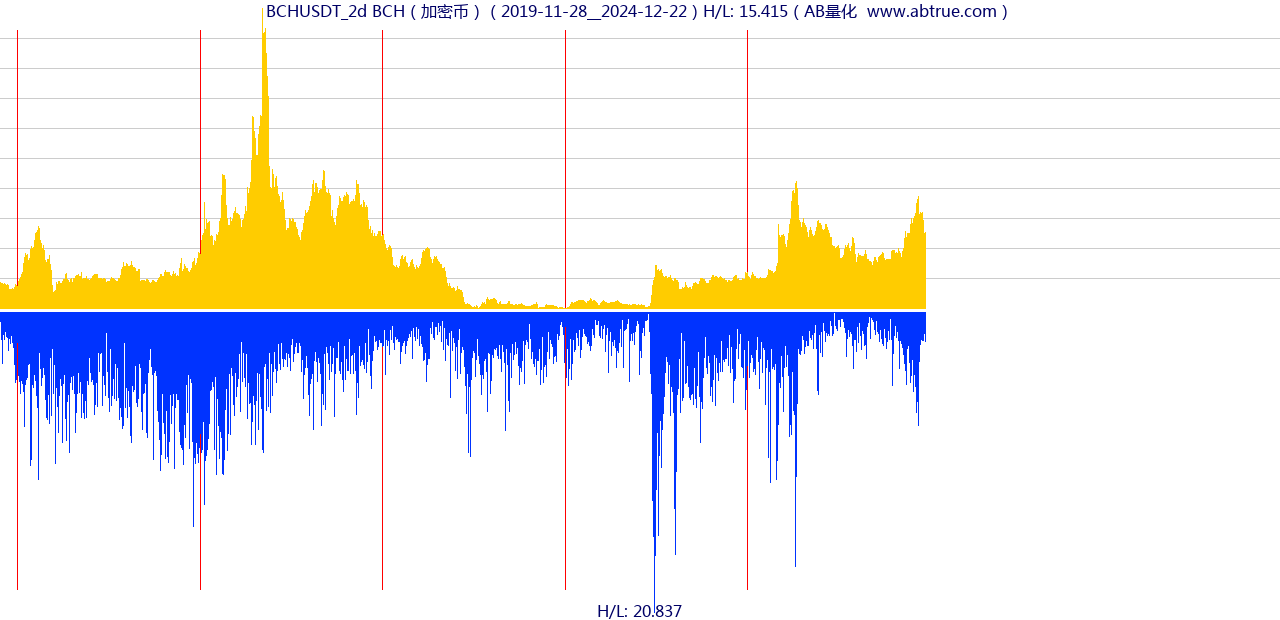 BCHUSDT_2d BCH ( 加密币 ) ( 2019-11-28__2024-12-22 ) H/L: 15.415 ( AB量化  www.abtrue.com )
H/L: 20.837